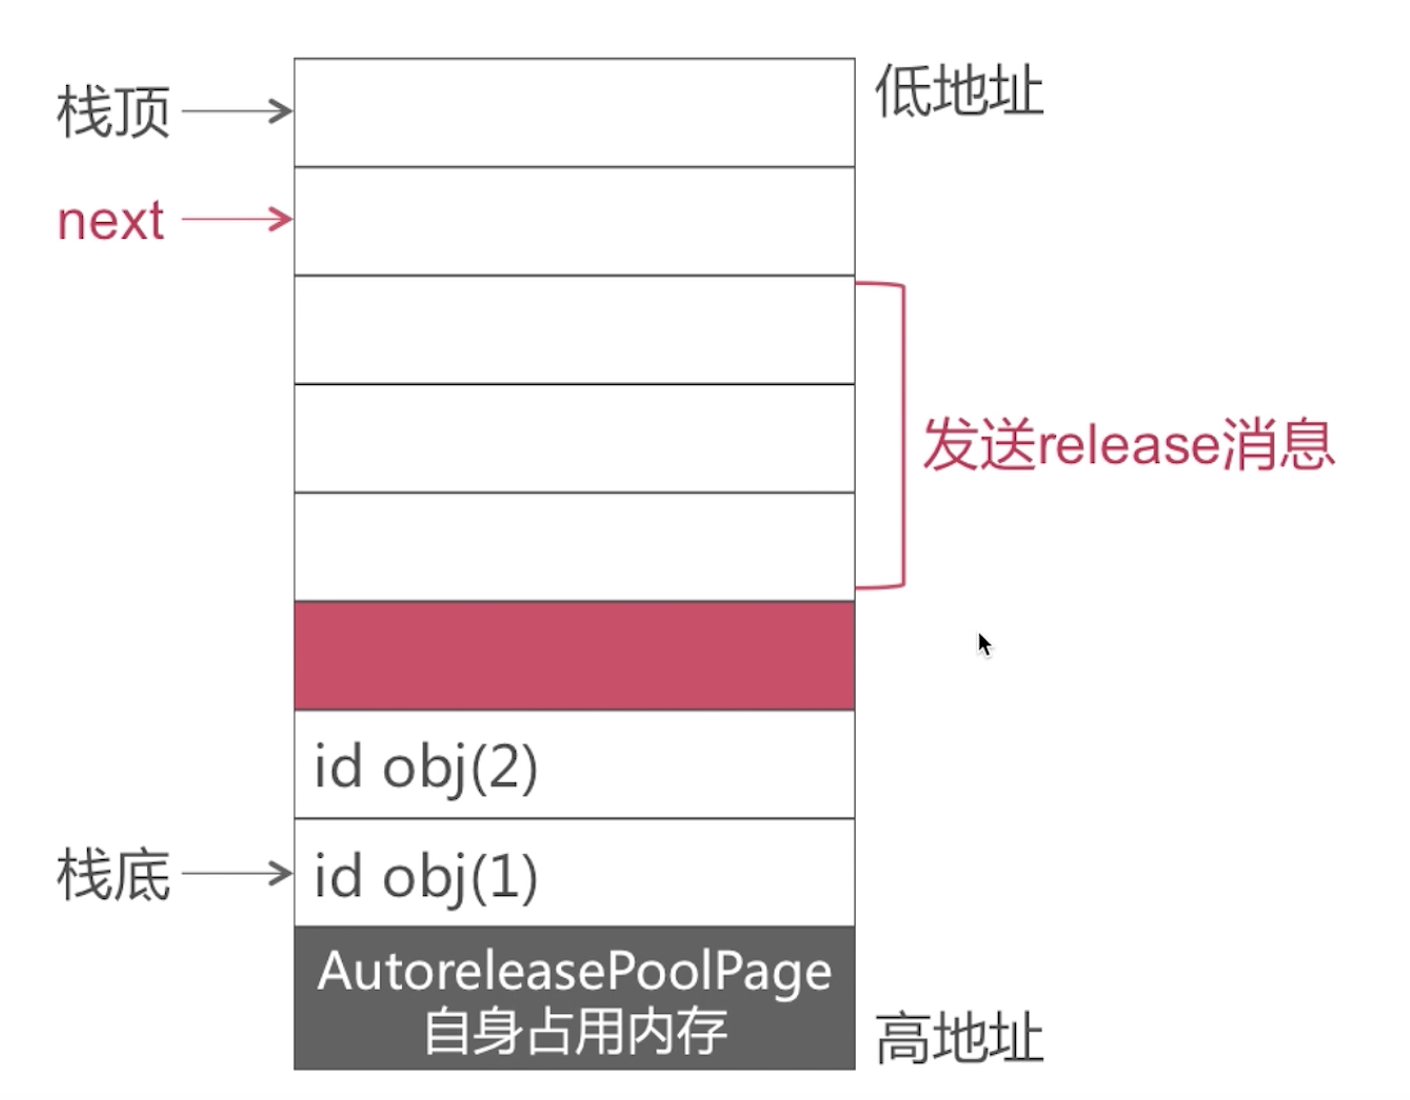 栈顶
低地址
next
发送release消息
id obj(2)
栈底
id obj(1)
AutoreleasePoolPage
自身占用内存
高地址